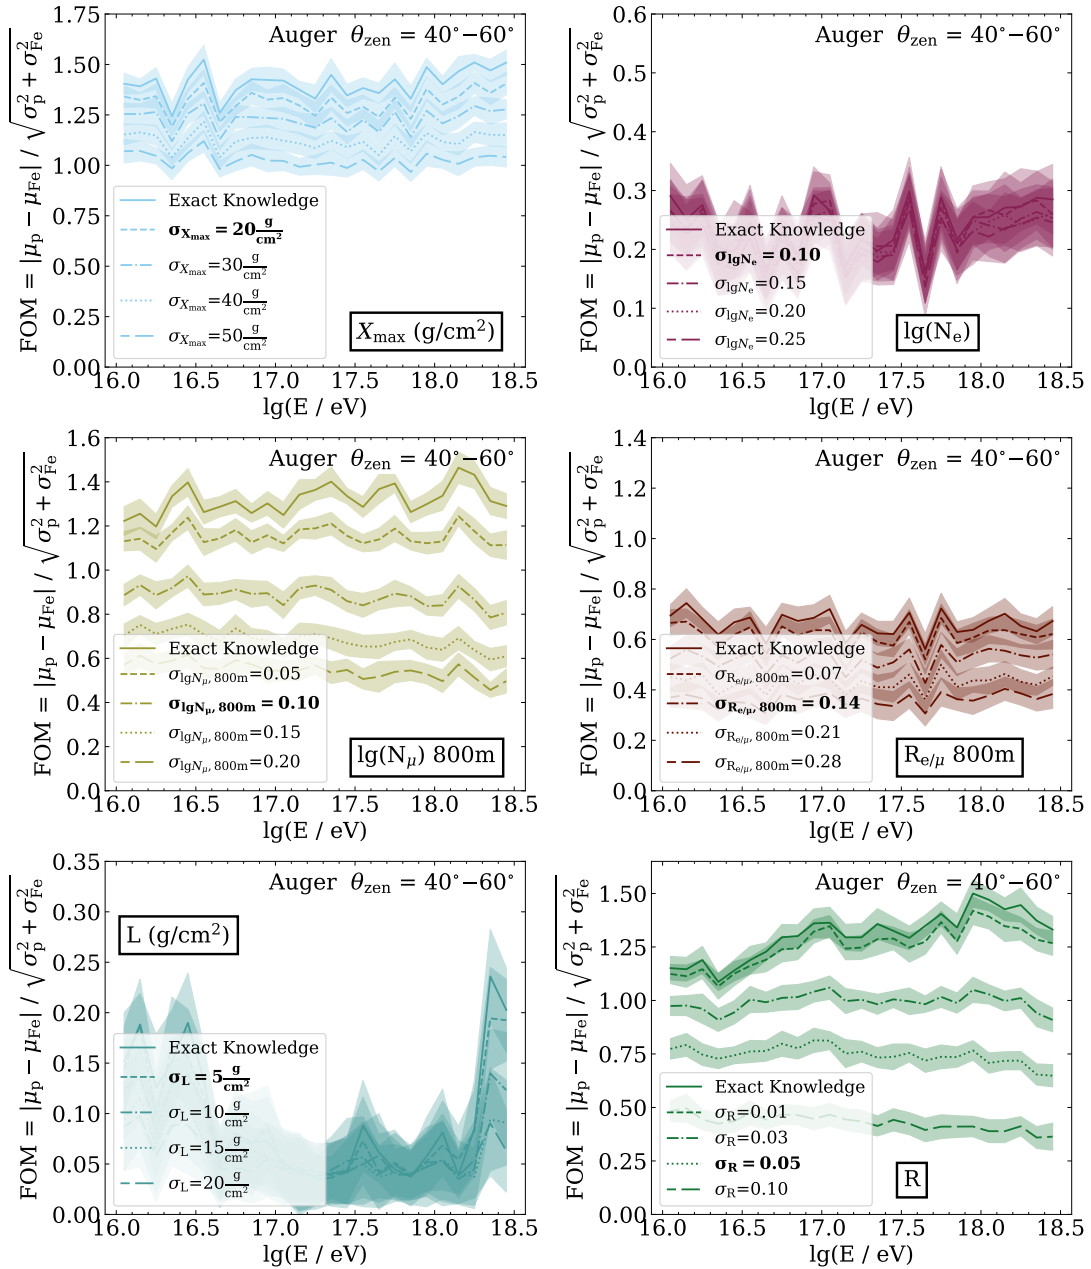 Auger θzen = 40°−60°
FOM = |μp − μFe| / √σp² + σFe²
1.50
1.25
1.00
0.75
0.50
0.25
0.00
Exact Knowledge
σXmax = 20 g/cm²
σXmax=30 g/cm²
σXmax=40 g/cm²
σXmax=50 g/cm²
Xmax (g/cm²)
16.0 16.5 17.0 17.5 18.0 18.5
lg(E / eV)
Auger θzen = 40°−60°
FOM = |μp − μFe| / √σp² + σFe²
0.6
0.5
0.4
0.3
0.2
0.1
0.0
Exact Knowledge
σlgNe = 0.10
σlgNe=0.15
σlgNe=0.20
σlgNe=0.25
lg(Ne)
16.0 16.5 17.0 17.5 18.0 18.5
lg(E / eV)
Auger θzen = 40°−60°
FOM = |μp − μFe| / √σp² + σFe²
1.6
1.4
1.2
1.0
0.8
0.6
0.4
0.2
0.0
Exact Knowledge
σlgNμ, 800m=0.05
σlgNμ, 800m = 0.10
σlgNμ, 800m=0.15
σlgNμ, 800m=0.20
lg(Nμ) 800m
16.0 16.5 17.0 17.5 18.0 18.5
lg(E / eV)
Auger θzen = 40°−60°
FOM = |μp − μFe| / √σp² + σFe²
1.4
1.2
1.0
0.8
0.6
0.4
0.2
0.0
Exact Knowledge
σRe/μ, 800m=0.07
σRe/μ, 800m = 0.14
σRe/μ, 800m=0.21
σRe/μ, 800m=0.28
Re/μ 800m
16.0 16.5 17.0 17.5 18.0 18.5
lg(E / eV)
Auger θzen = 40°−60°
FOM = |μp − μFe| / √σp² + σFe²
0.35
0.30
0.25
0.20
0.15
0.10
0.05
0.00
L (g/cm²)
Exact Knowledge
σL = 5 g/cm²
σL=10 g/cm²
σL=15 g/cm²
σL=20 g/cm²
16.0 16.5 17.0 17.5 18.0 18.5
lg(E / eV)
Auger θzen = 40°−60°
FOM = |μp − μFe| / √σp² + σFe²
1.50
1.25
1.00
0.75
0.50
0.25
0.00
Exact Knowledge
σR=0.01
σR=0.03
σR = 0.05
σR=0.10
R
16.0 16.5 17.0 17.5 18.0 18.5
lg(E / eV)